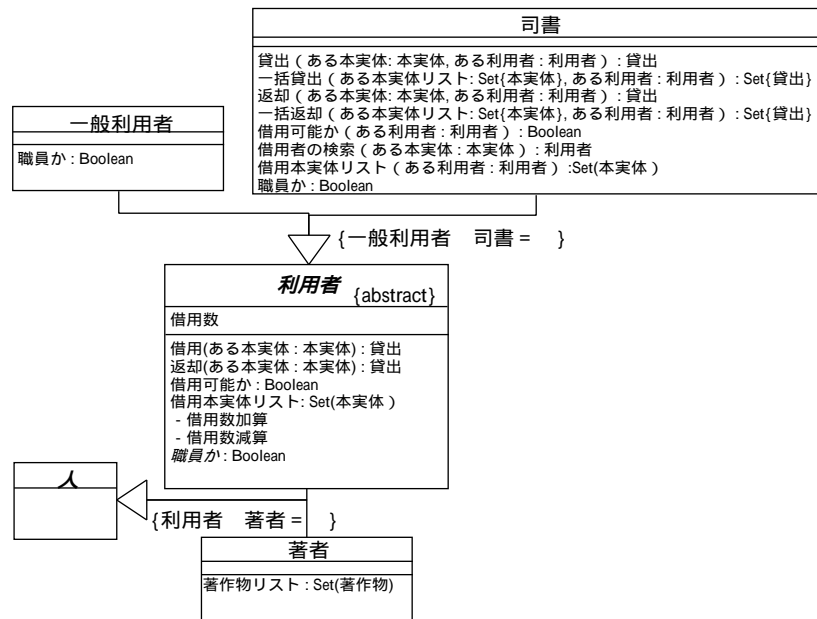 司書
貸出（ある本実体: 本実体, ある利用者 : 利用者）: 貸出
一括貸出（ある本実体リスト: Set{本実体}, ある利用者 : 利用者）: Set{貸出}
返却（ある本実体: 本実体, ある利用者 : 利用者）: 貸出
一括返却（ある本実体リスト: Set{本実体}, ある利用者 : 利用者）: Set{貸出}
借用可能か（ある利用者 : 利用者）: Boolean
借用者の検索（ある本実体 : 本実体）: 利用者
借用本実体リスト（ある利用者 : 利用者）:Set(本実体）
職員か : Boolean
一般利用者
職員か : Boolean
{一般利用者　司書 =　}
利用者 {abstract}
借用数
借用(ある本実体 : 本実体) : 貸出
返却(ある本実体 : 本実体) : 貸出
借用可能か : Boolean
借用本実体リスト: Set(本実体）
- 借用数加算
- 借用数減算
職員か : Boolean
人
{利用者　著者 =　}
著者
著作物リスト : Set(著作物)